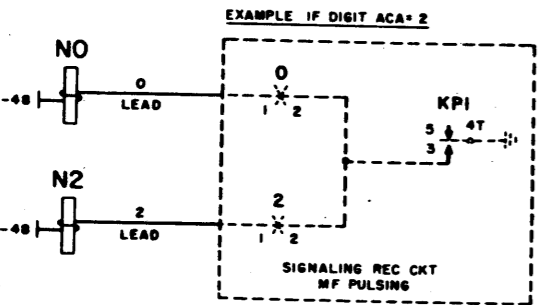 EXAMPLE IF DIGIT ACA= 2
N0
-48
0
LEAD
0
1 2
KP1
5 4T
3
N2
-48
2
LEAD
2
1 2
SIGNALING REC CKT
MF PULSING